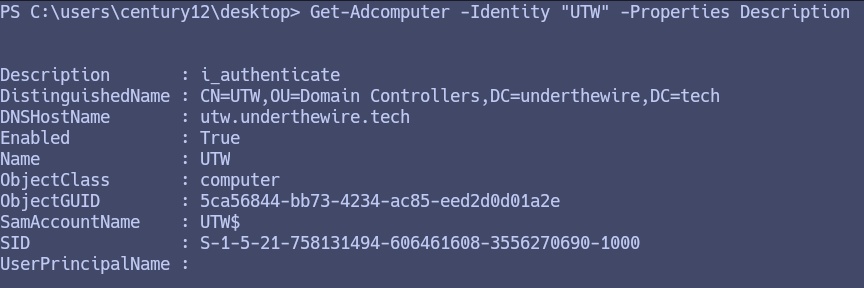 PS C:\users\century12\desktop> Get-Adcomputer -Identity "UTW" -Properties Description
Description       : i_authenticate
DistinguishedName : CN=UTW,OU=Domain Controllers,DC=underthewire,DC=tech
DNSHostName       : utw.underthewire.tech
Enabled           : True
Name              : UTW
ObjectClass       : computer
ObjectGUID        : 5ca56844-bb73-4234-ac85-eed2d0d01a2e
SamAccountName    : UTW$
SID               : S-1-5-21-758131494-606461608-3556270690-1000
UserPrincipalName :